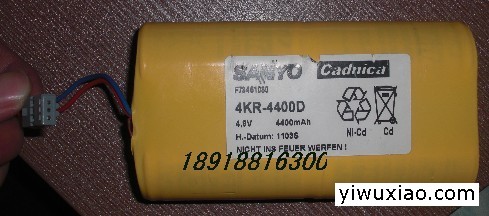 SANYO Cadnica
F79461080
4KR-4400D
4,8V 4400mAh
H.-Datum: 1103S
Ni-Cd Cd
NICHT INS FEUER WERFEN !
18918816300
yiwuxiao.com